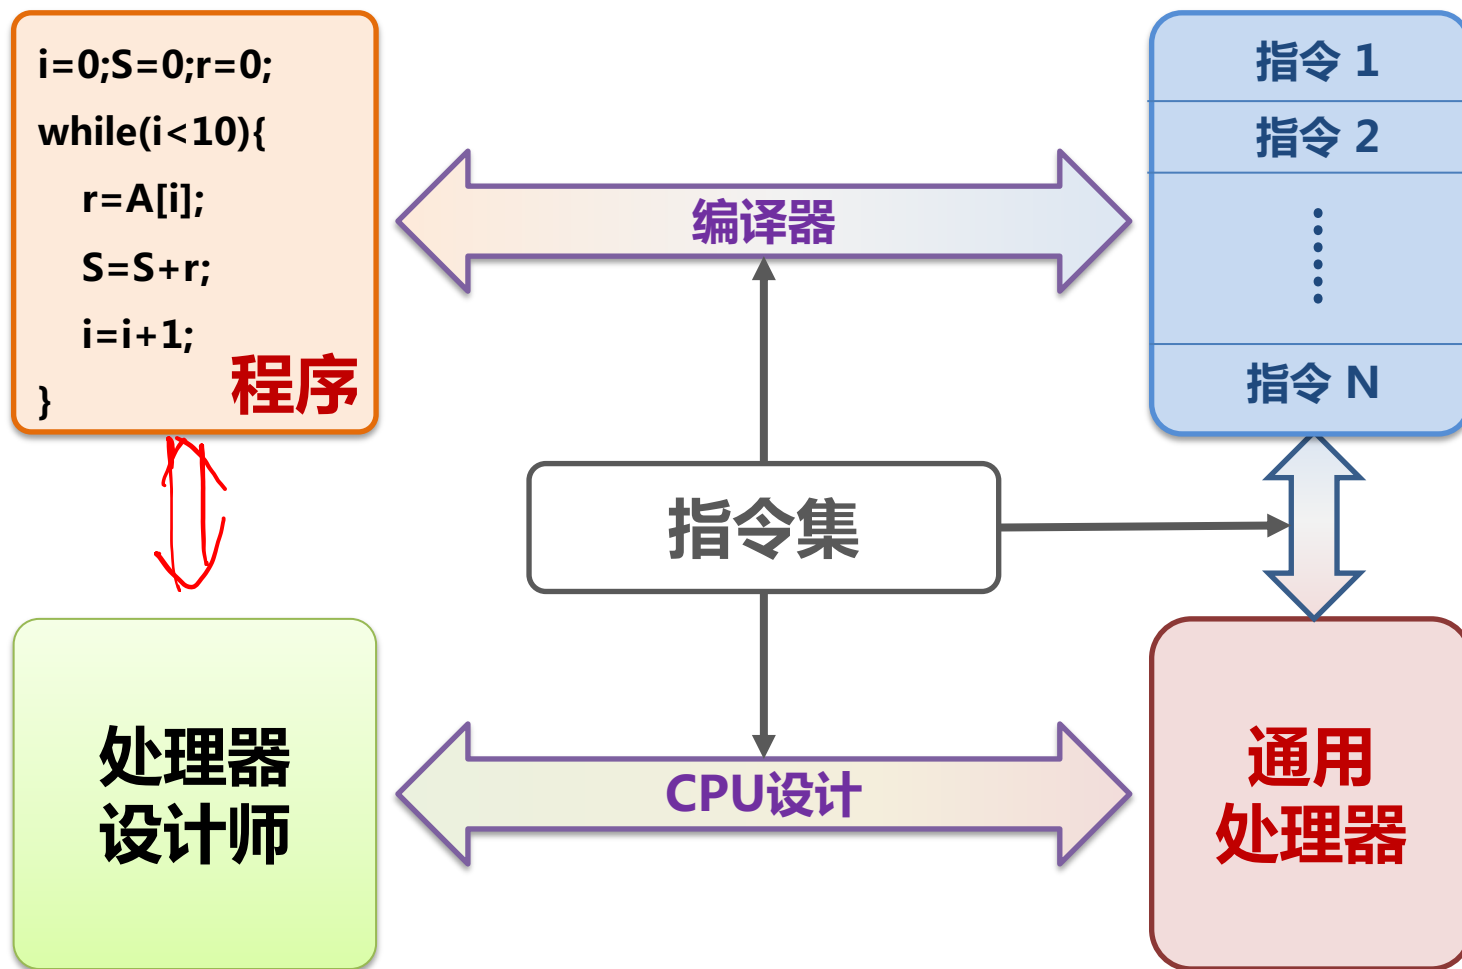 i=0;S=0;r=0;
while(i<10){
r=A[i];
S=S+r;
i=i+1;
}
程序
编译器
指令 1
指令 2
指令 N
指令集
处理器
设计师
CPU设计
通用
处理器